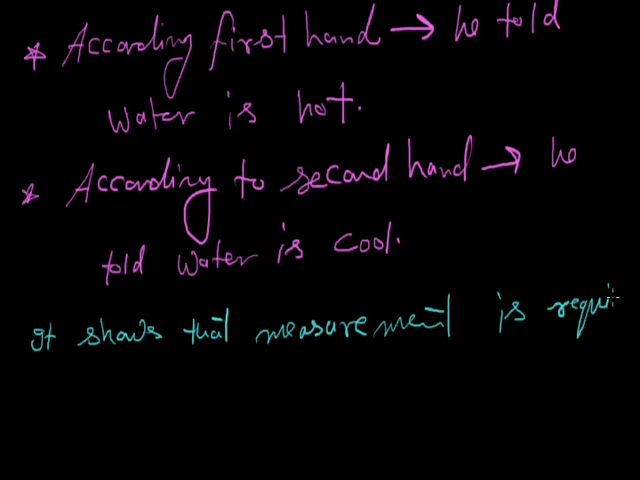 * According first hand → he told
water is hot.
* According to second hand → he
told water is cool.
It shows that measurement is requi